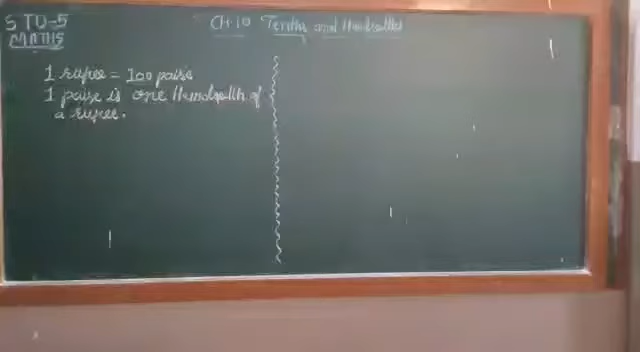 STD-5
MATHS
CH.10 Tenths and Hundredths
1 rupee = 100 paise
1 paise is one Hundredth of
a rupee.